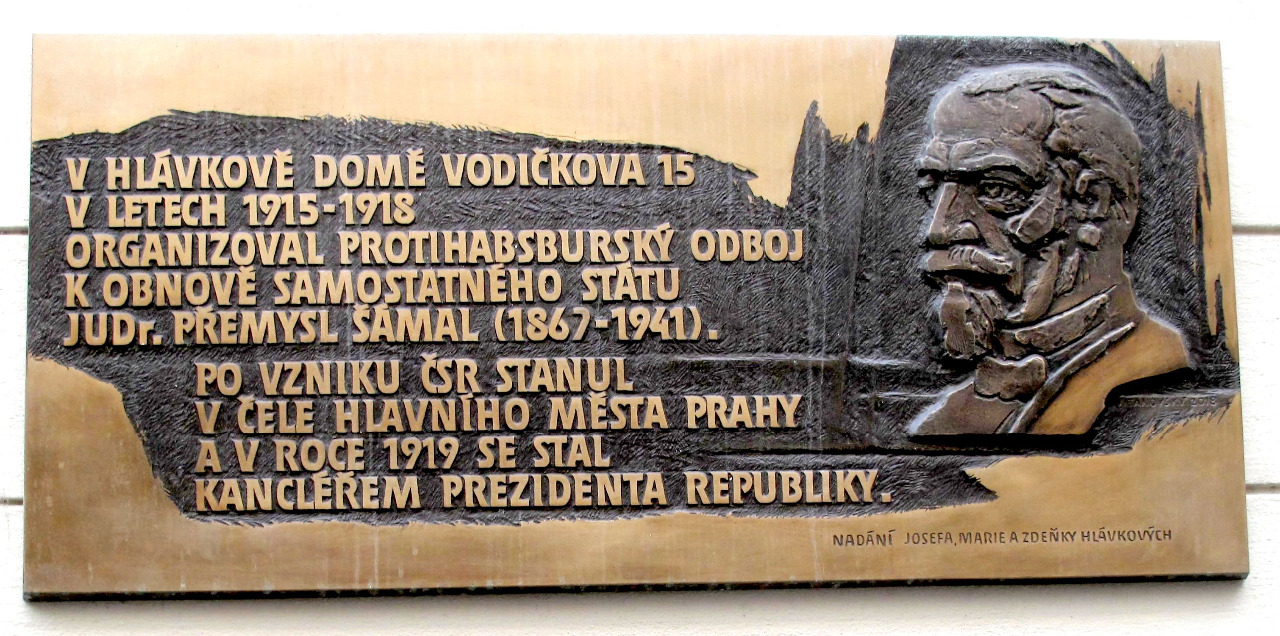 V HLÁVKOVĚ DOMĚ VODIČKOVA 15
V LETECH 1915-1918
ORGANIZOVAL PROTIHABSBURSKÝ ODBOJ
K OBNOVĚ SAMOSTATNÉHO STÁTU
JUDr. PŘEMYSL ŠÁMAL (1867-1941).
PO VZNIKU ČSR STANUL
V ČELE HLAVNÍHO MĚSTA PRAHY
A V ROCE 1919 SE STAL
KANCLÉŘEM PREZIDENTA REPUBLIKY.
NADÁNÍ JOSEFA, MARIE A ZDEŇKY HLÁVKOVÝCH